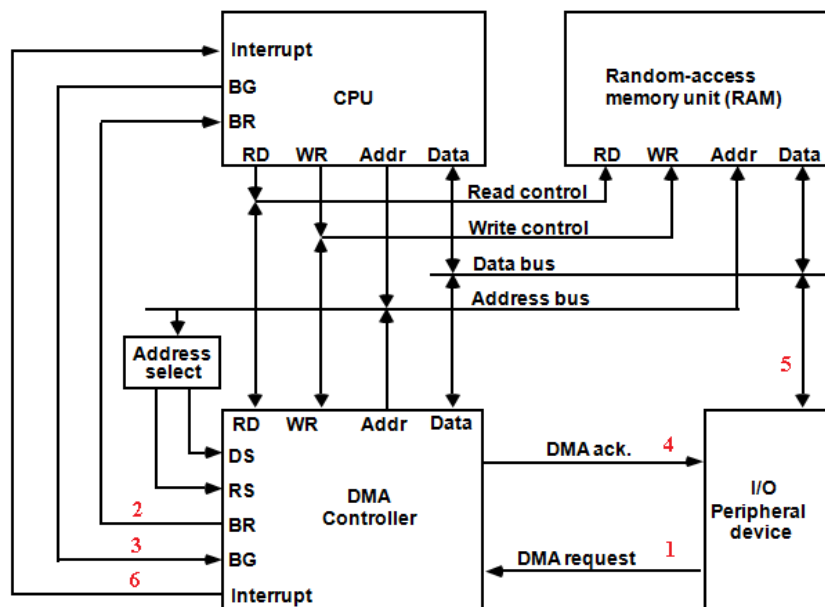 Interrupt
BG
CPU
BR
RD WR Addr Data
Random-access
memory unit (RAM)
RD WR Addr Data
Read control
Write control
Data bus
Address bus
Address
select
5
RD WR Addr Data
DS
RS
BR
BG
Interrupt
DMA
Controller
2
3
6
DMA ack. 4
DMA request 1
I/O
Peripheral
device